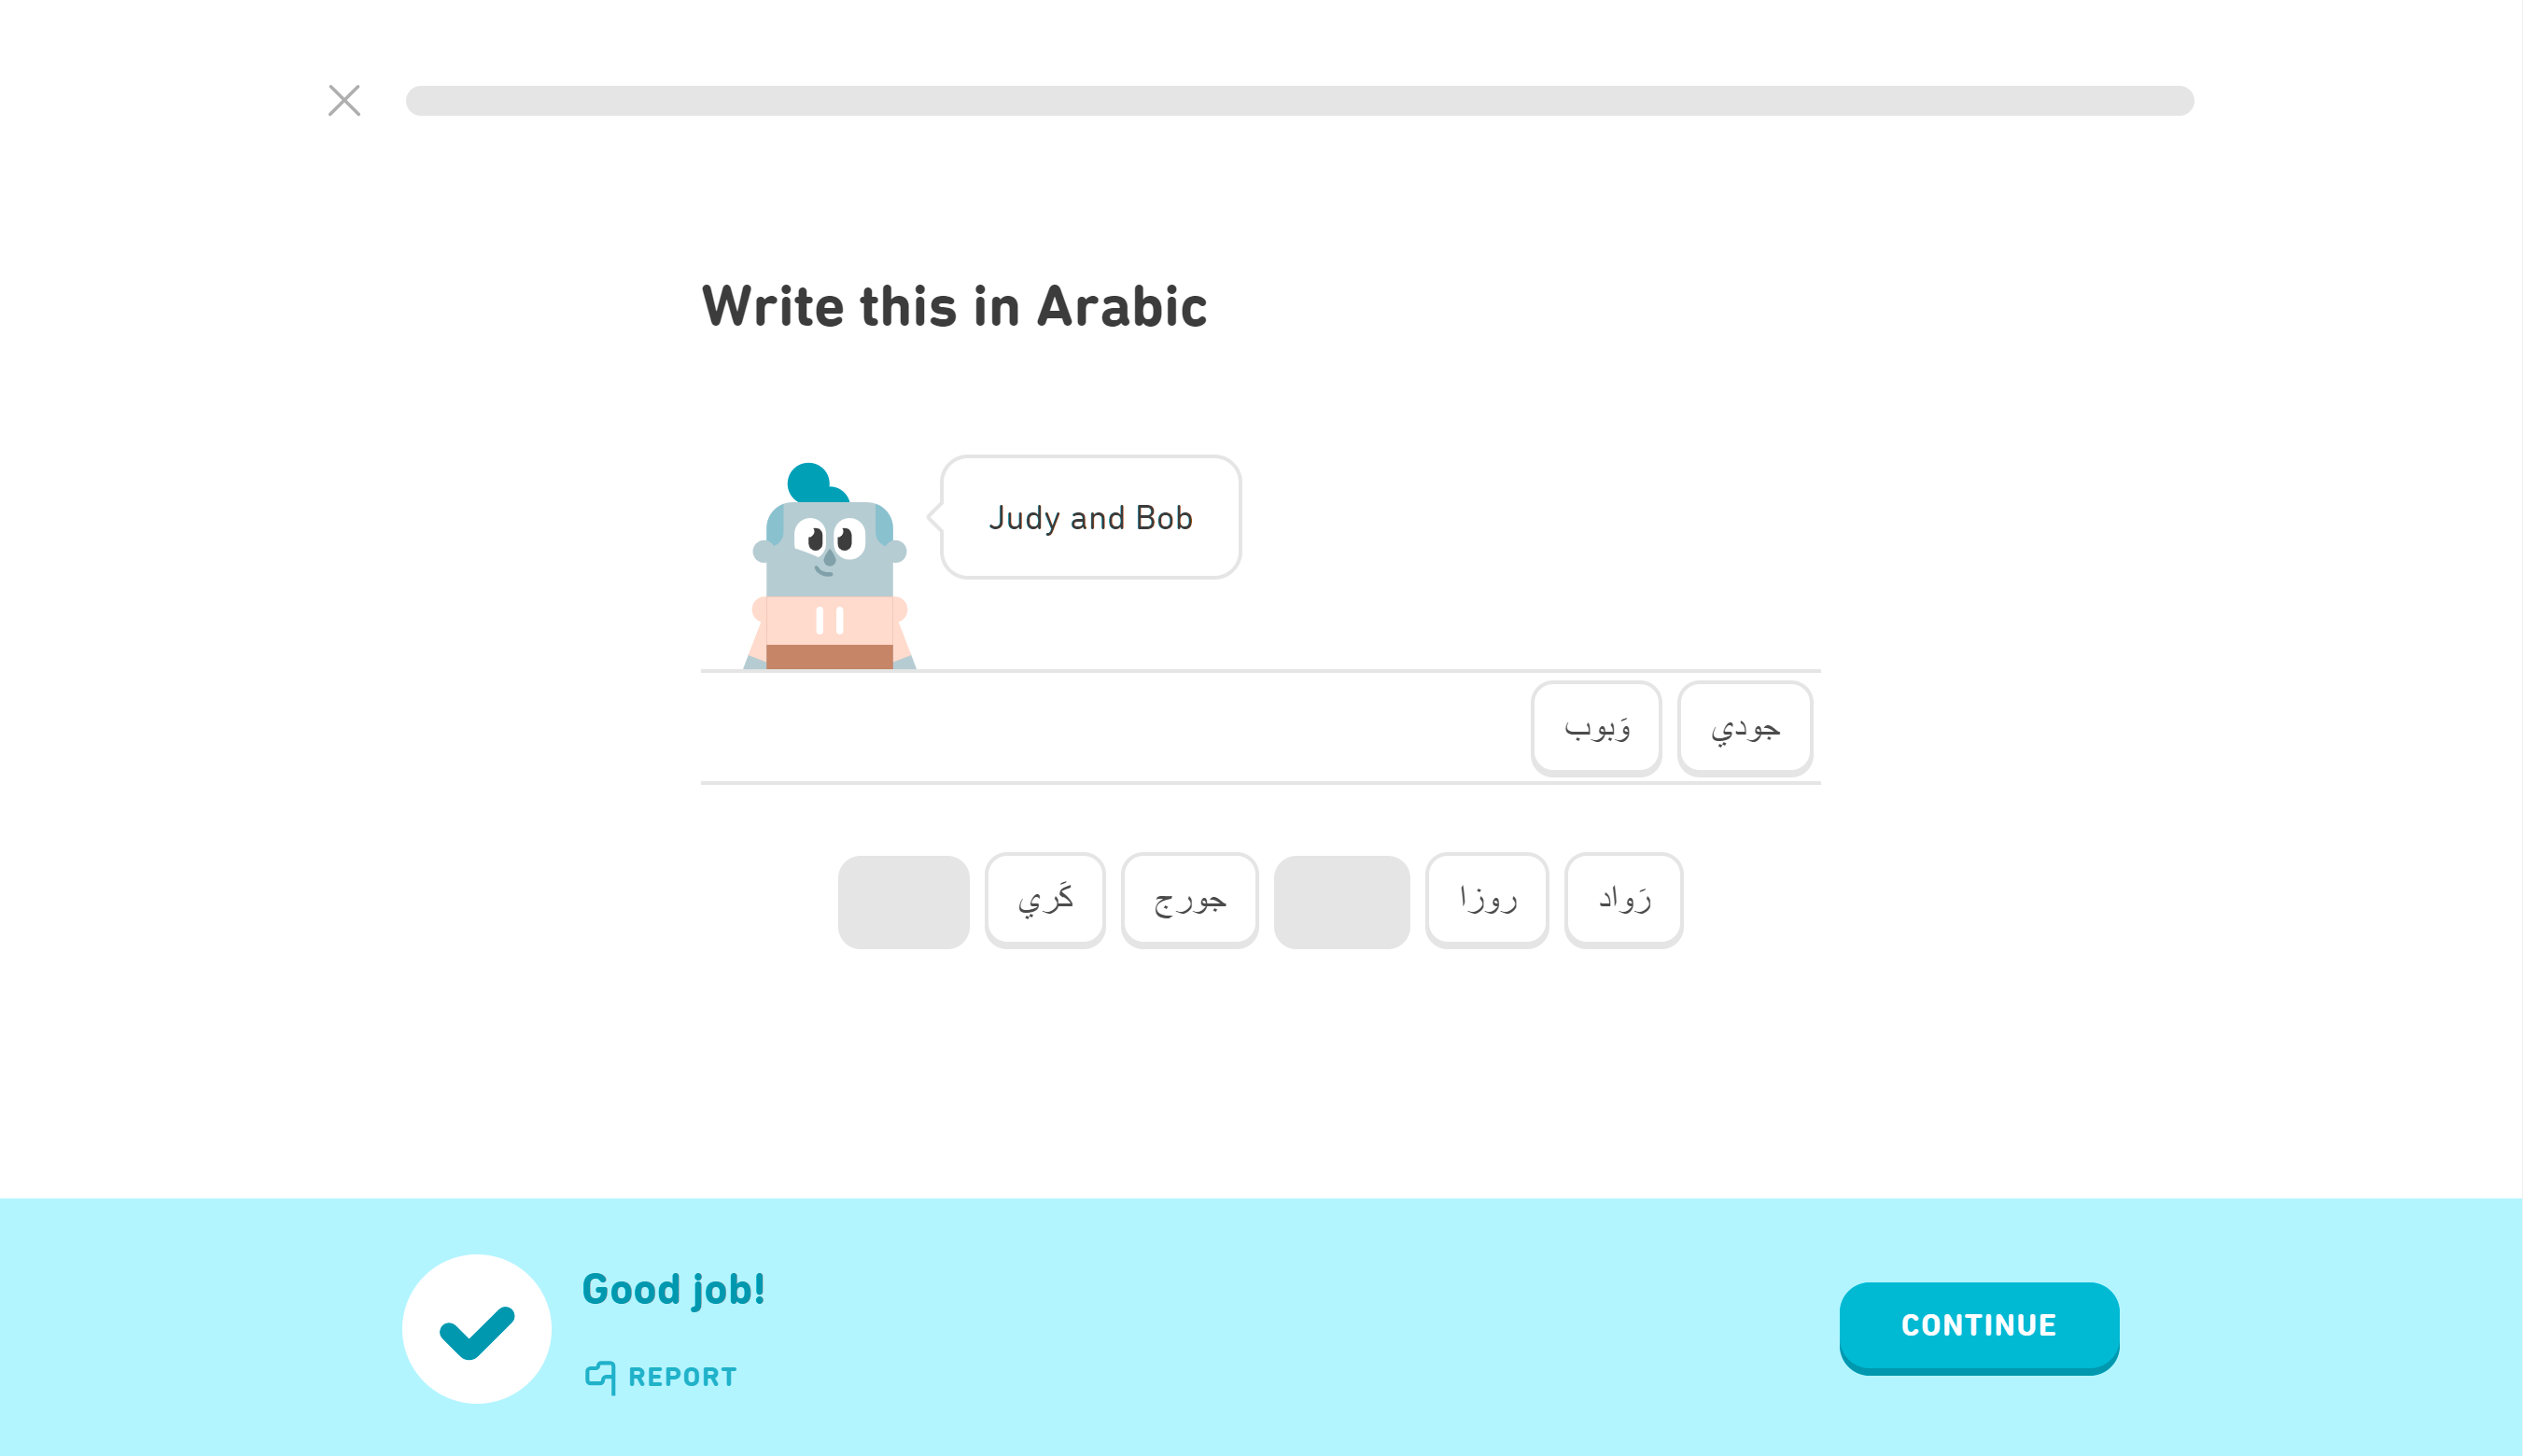 Write this in Arabic
Judy and Bob
جودي وَبوب
رَواد روزا جورج كَري
Good job!
REPORT
CONTINUE